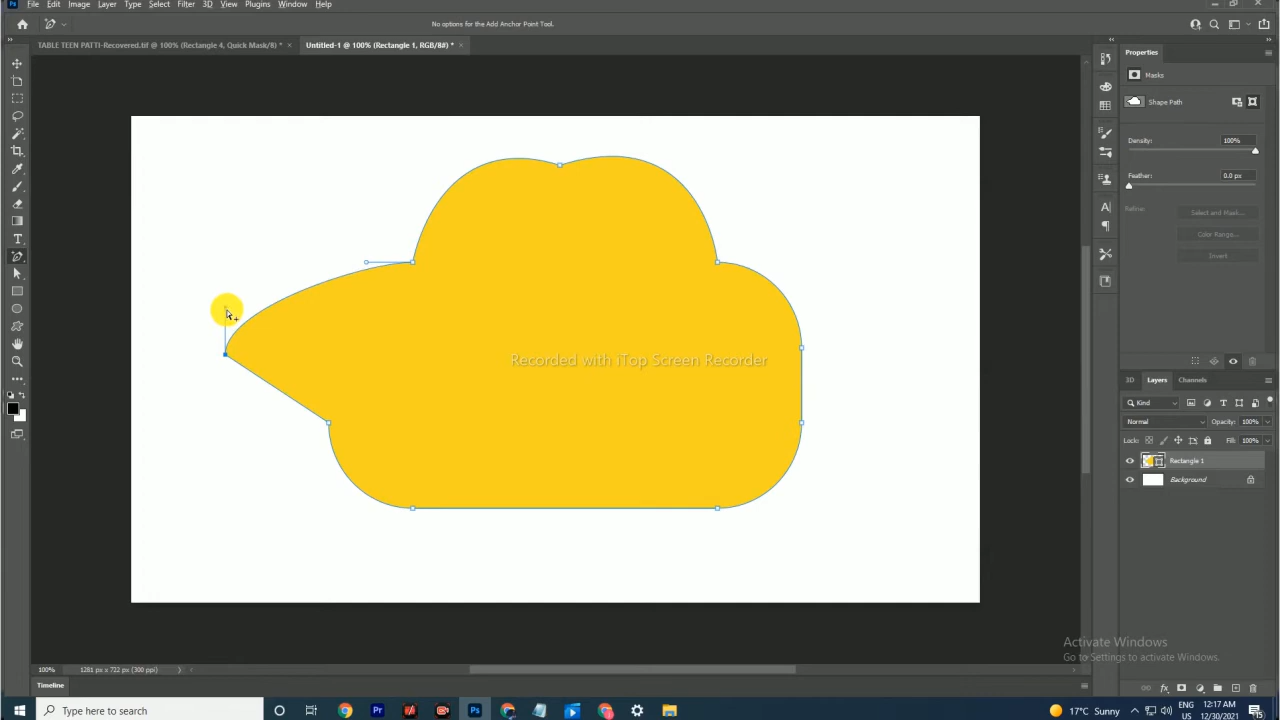 File Edit Image Layer Type Select Filter 3D View Plugins Window Help
No options for the Add Anchor Point Tool.
TABLE TEEN PATTI-Recovered.tif @ 100% (Rectangle 4, Quick Mask/8) * ×
Untitled-1 @ 100% (Rectangle 1, RGB/8#) * ×
Properties
Masks
Shape Path
Density: 100%
Feather: 0.0 px
Refine: Select and Mask...
Color Range...
Invert
Recorded with iTop Screen Recorder
3D Layers Channels
Kind
Normal Opacity: 100%
Lock: Fill: 100%
Rectangle 1
Background
Activate Windows
Go to Settings to activate Windows.
100% 1281 px x 722 px (300 ppi)
Timeline
Type here to search
17°C Sunny
ENG
US
12:17 AM
12/30/2021
15